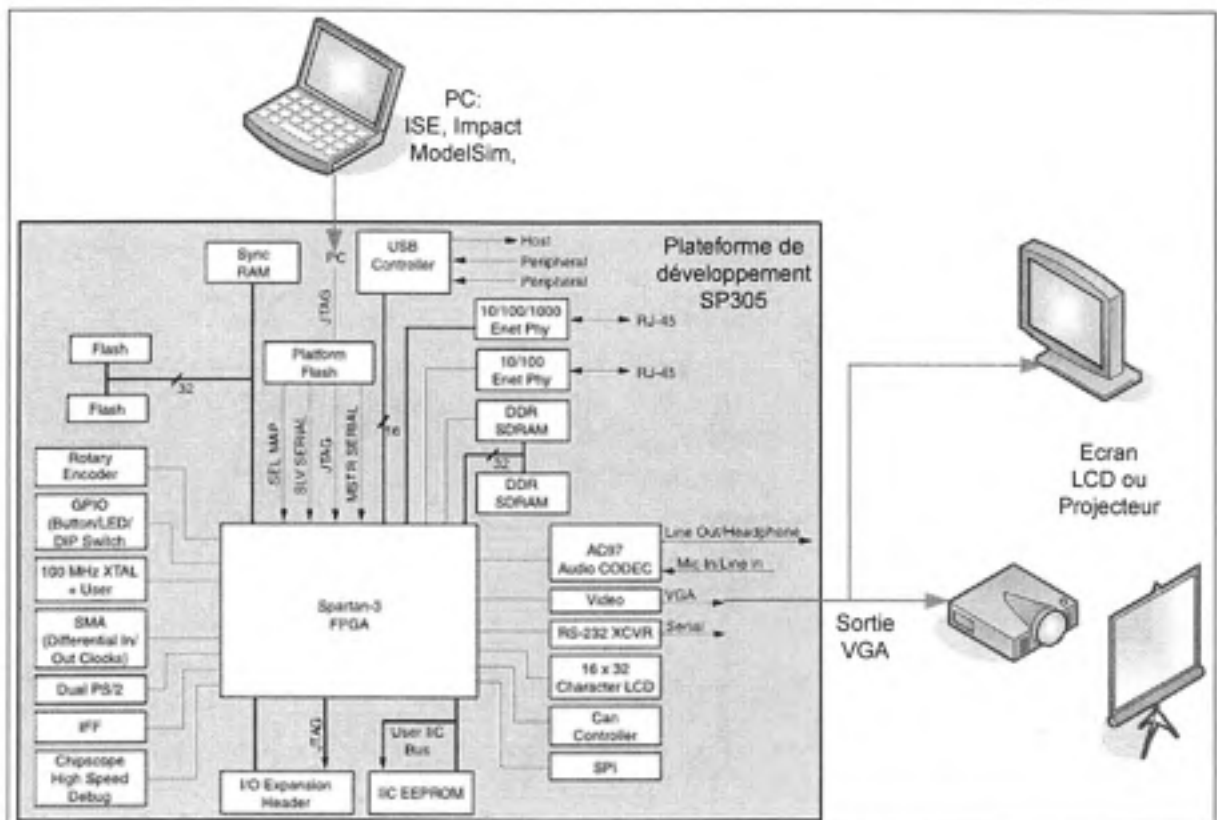 PC:
ISE, Impact
ModelSim,
Plateforme de
développement
SP305
Sync
RAM
PC
USB
Controller
Host
Peripheral
Peripheral
JTAG
10/100/1000
Enet Phy
RJ-45
Flash
Flash
32
Platform
Flash
10/100
Enet Phy
RJ-45
16
DDR
SDRAM
32
DDR
SDRAM
SEL MAP
SLV SERIAL
JTAG
MSTR SERIAL
Rotary
Encoder
GPIO
(Button/LED/
DIP Switch
100 MHz XTAL
+ User
SMA
(Differential In/
Out Clocks)
Dual PS/2
IFF
Chipscope
High Speed
Debug
Spartan-3
FPGA
AC97
Audio CODEC
Line Out/Headphone
Mic In/Line in
Video
VGA
RS-232 XCVR
Serial
16 x 32
Character LCD
Can
Controller
SPI
JTAG
User IIC
Bus
I/O Expansion
Header
IIC EEPROM
Ecran
LCD ou
Projecteur
Sortie
VGA